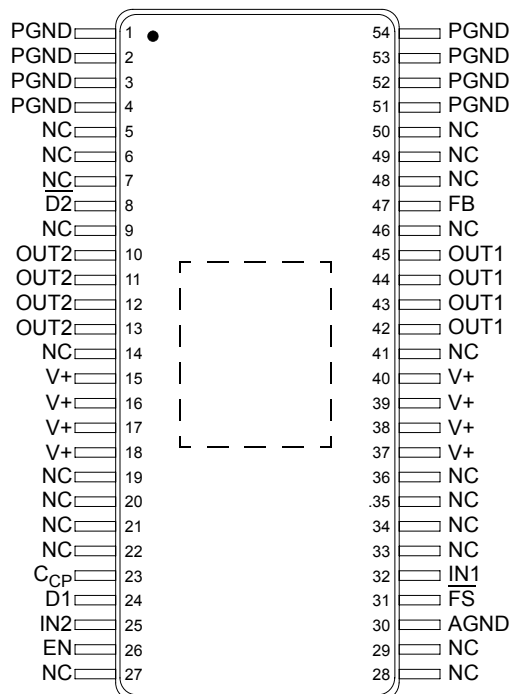 PGND 1 54 PGND
PGND 2 53 PGND
PGND 3 52 PGND
PGND 4 51 PGND
NC 5 50 NC
NC 6 49 NC
NC 7 48 NC
D2 8 47 FB
NC 9 46 NC
OUT2 10 45 OUT1
OUT2 11 44 OUT1
OUT2 12 43 OUT1
OUT2 13 42 OUT1
NC 14 41 NC
V+ 15 40 V+
V+ 16 39 V+
V+ 17 38 V+
V+ 18 37 V+
NC 19 36 NC
NC 20 .35 NC
NC 21 34 NC
NC 22 33 NC
CCP 23 32 IN1
D1 24 31 FS
IN2 25 30 AGND
EN 26 29 NC
NC 27 28 NC